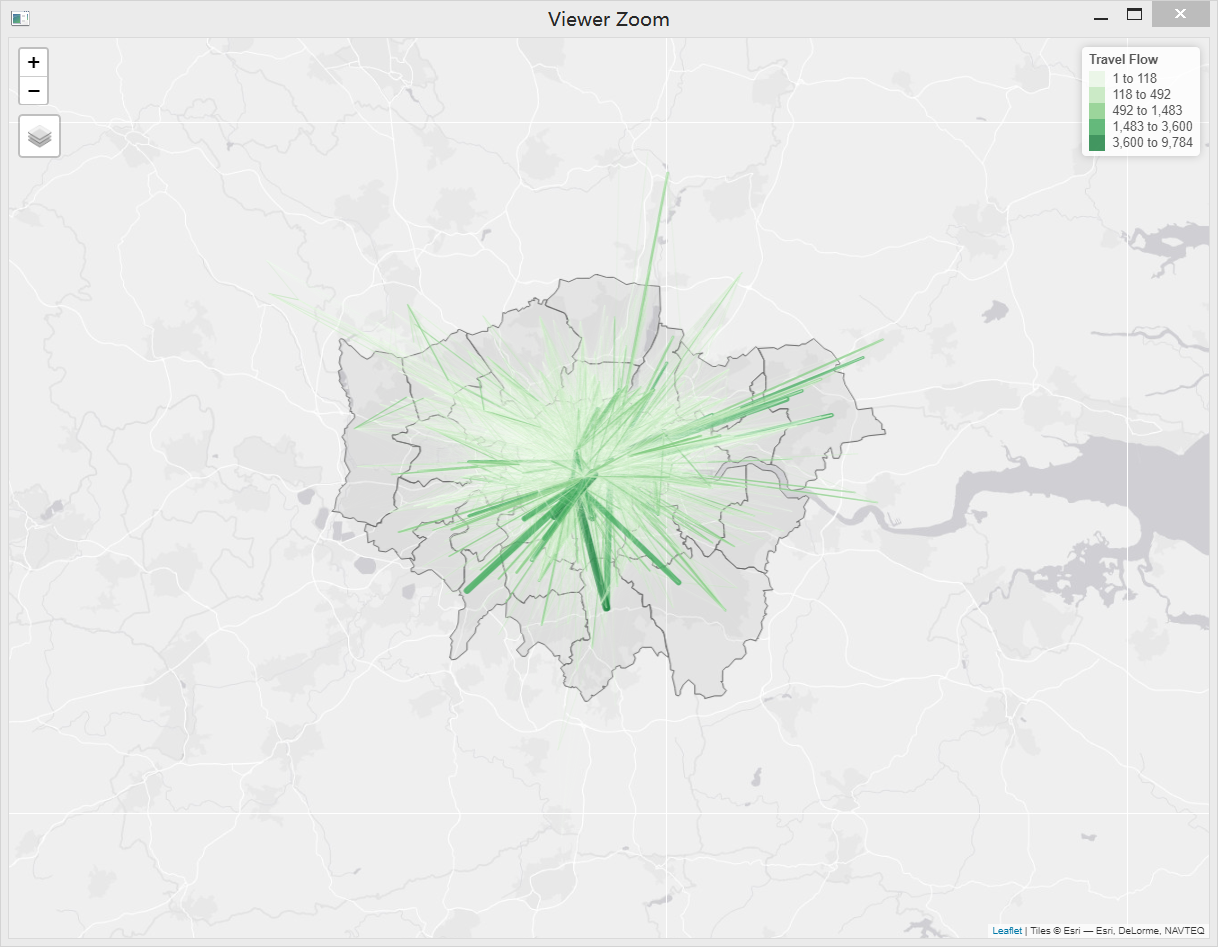 Viewer Zoom
+
−
Travel Flow
1 to 118
118 to 492
492 to 1,483
1,483 to 3,600
3,600 to 9,784
Leaflet | Tiles © Esri — Esri, DeLorme, NAVTEQ